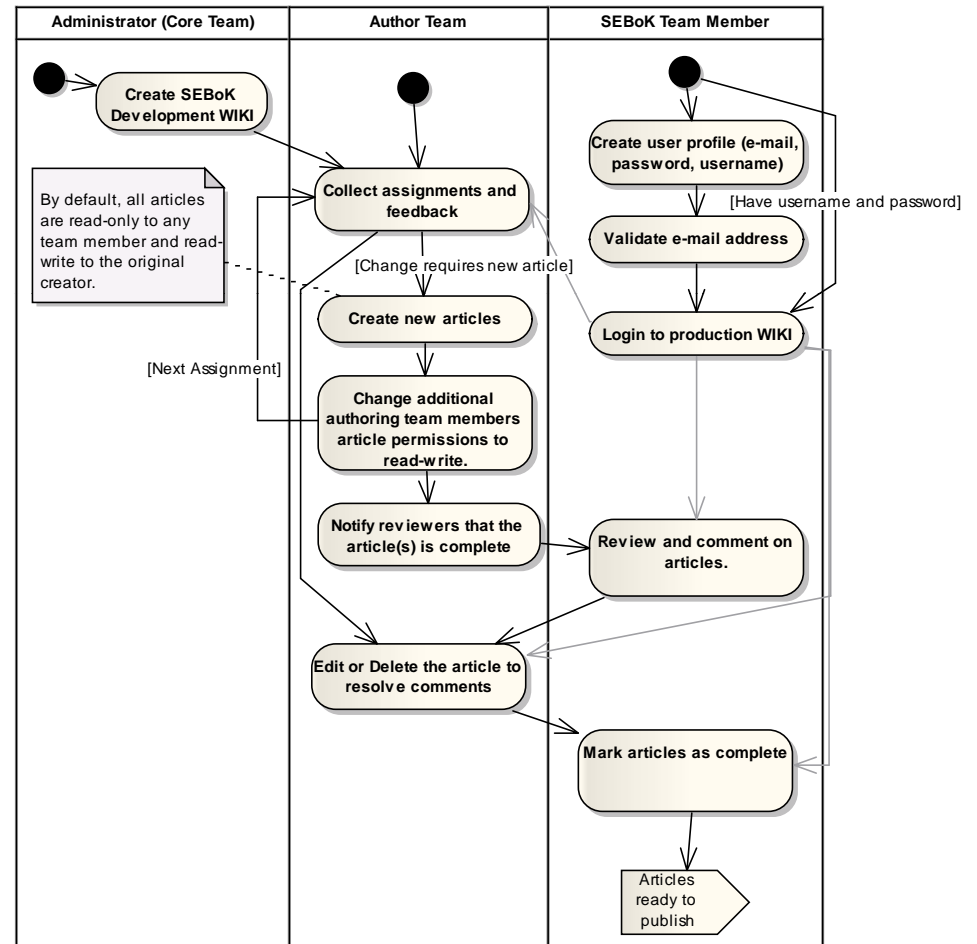 Administrator (Core Team)
Author Team
SEBoK Team Member
Create SEBoK
Development WIKI
By default, all articles
are read-only to any
team member and read-
write to the original
creator.
[Next Assignment]
Collect assignments and
feedback
[Change requires new article]
Create new articles
Change additional
authoring team members
article permissions to
read-write.
Notify reviewers that the
article(s) is complete
Edit or Delete the article to
resolve comments
Create user profile (e-mail,
password, username)
[Have username and password]
Validate e-mail address
Login to production WIKI
Review and comment on
articles.
Mark articles as complete
Articles
ready to
publish